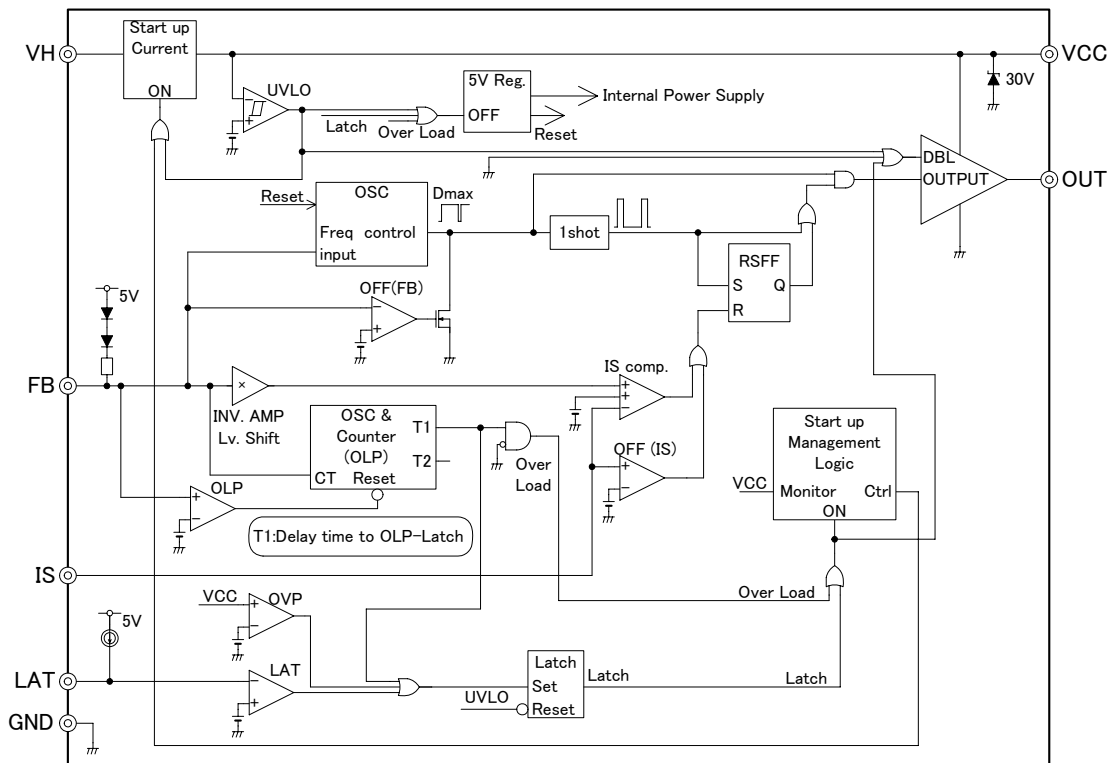 Start up
Current
ON
VH
VCC
UVLO
5V Reg.
OFF
Internal Power Supply
Reset
Latch
Over Load
30V
DBL
OUTPUT
OUT
Reset
OSC
Freq control
input
Dmax
1shot
RSFF
S
Q
R
5V
OFF(FB)
FB
×
INV. AMP
Lv. Shift
IS comp.
OSC &
Counter
(OLP)
T1
T2
CT
Reset
Over
Load
OFF (IS)
Start up
Management
Logic
VCC
Monitor
Ctrl
ON
OLP
T1:Delay time to OLP-Latch
IS
VCC
OVP
Over Load
5V
LAT
LAT
Latch
Set
Reset
UVLO
Latch
Latch
GND